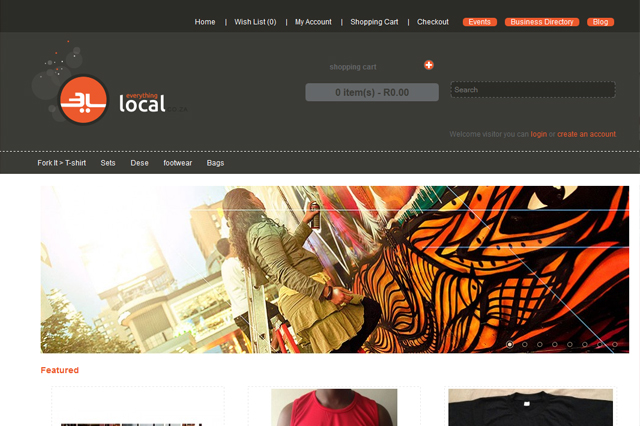 Home | Wish List (0) | My Account | Shopping Cart | Checkout Events Business Directory Blog
shopping cart
everything
local
0 item(s) - R0.00
Search
Welcome visitor you can login or create an account
Fork It > T-shirt Sets Dese footwear Bags
Featured